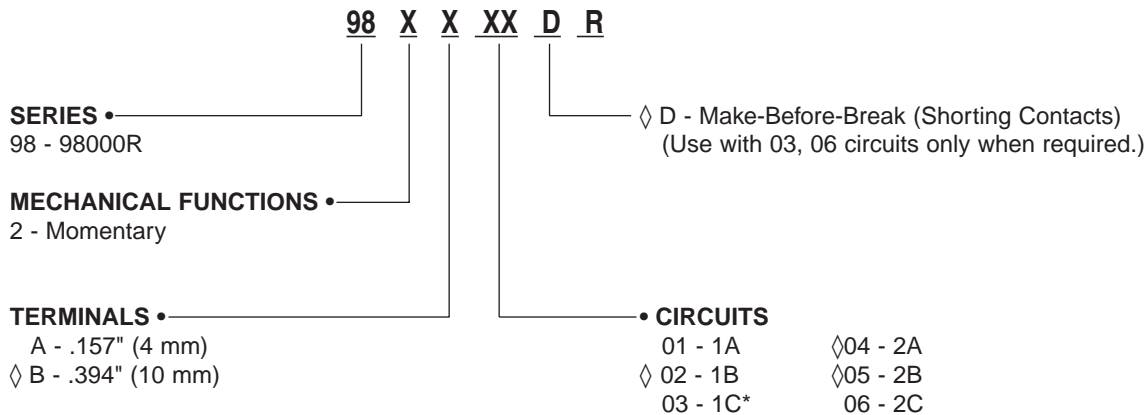 98 X X XX D R
SERIES •
98 - 98000R
◊ D - Make-Before-Break (Shorting Contacts)
(Use with 03, 06 circuits only when required.)
MECHANICAL FUNCTIONS •
2 - Momentary
TERMINALS •
A - .157" (4 mm)
◊ B - .394" (10 mm)
• CIRCUITS
01 - 1A ◊04 - 2A
◊ 02 - 1B ◊05 - 2B
03 - 1C* 06 - 2C